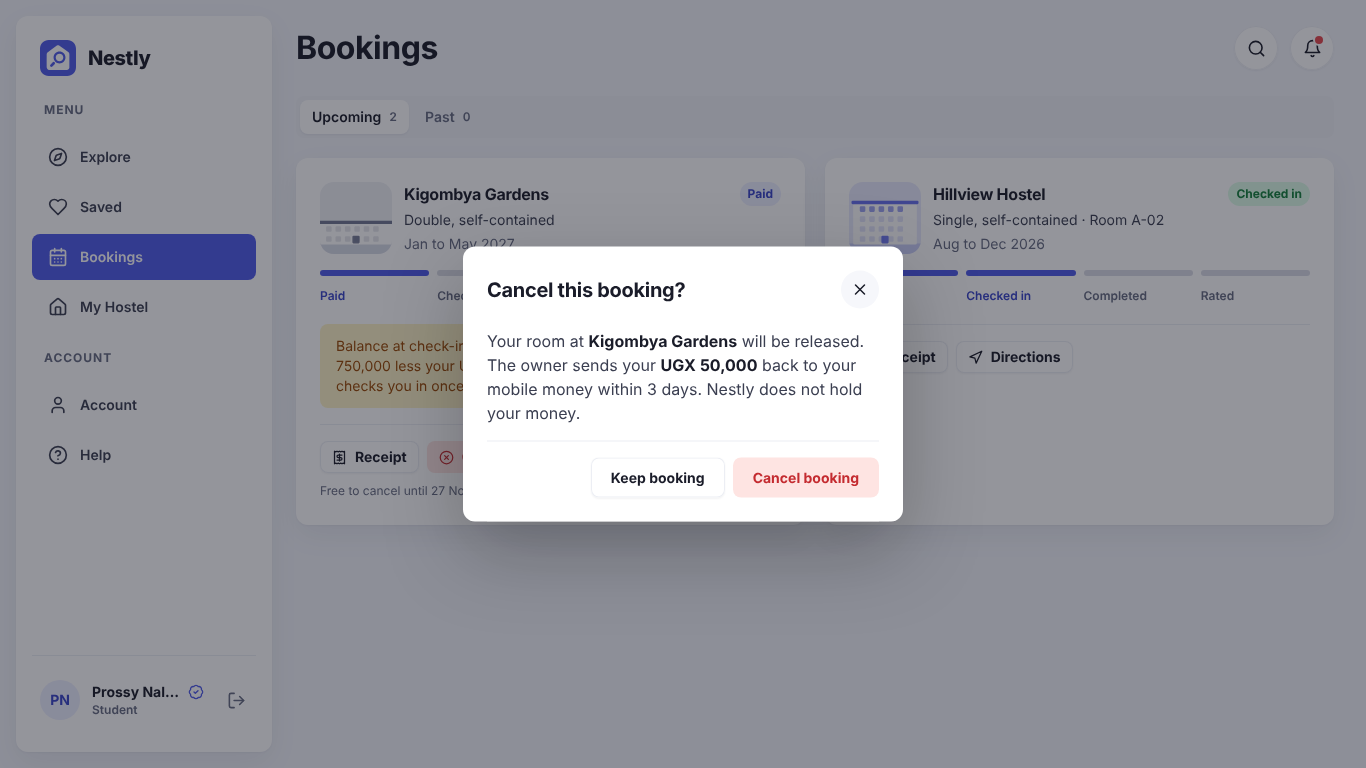 Nestly
MENU
Explore
Saved
Bookings
My Hostel
ACCOUNT
Account
Help
PN
Prossy Nal...
Student
Bookings
Upcoming 2
Past 0
Kigombya Gardens
Paid
Double, self-contained
Jan to May 2027
Paid
Balance at check-in
750,000 less your
checks you in once
Receipt
Free to cancel until 27
Hillview Hostel
Checked in
Single, self-contained · Room A-02
Aug to Dec 2026
Checked in
Completed
Rated
Directions
Cancel this booking?
Your room at Kigombya Gardens will be released.
The owner sends your UGX 50,000 back to your
mobile money within 3 days. Nestly does not hold
your money.
Keep booking
Cancel booking